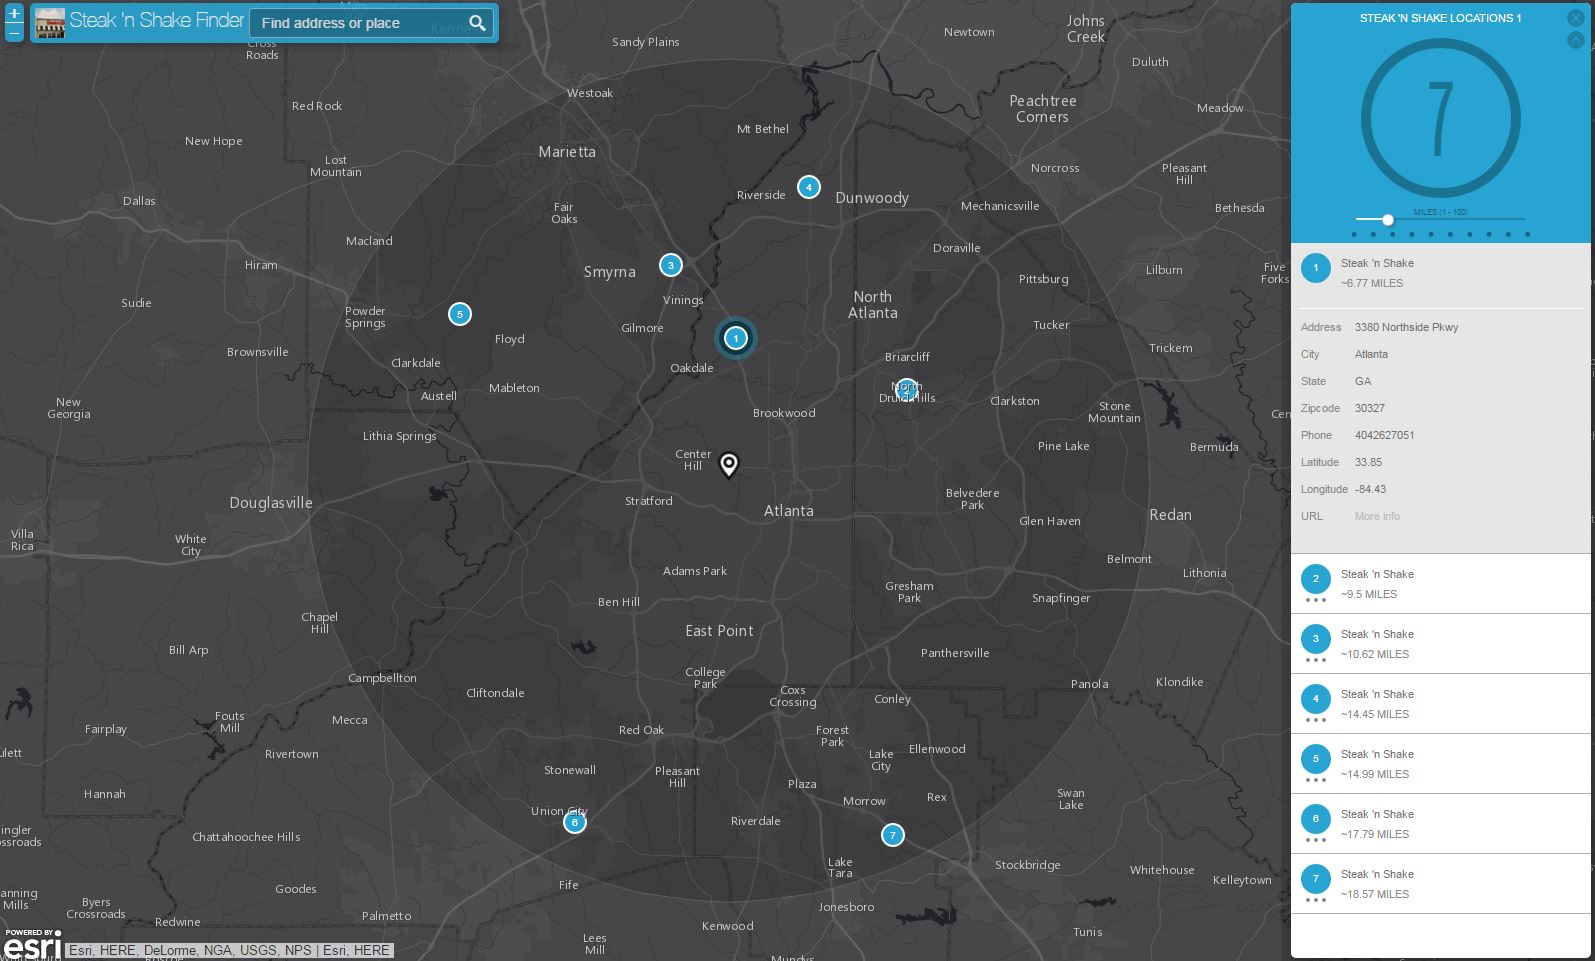 +
−
Steak 'n Shake Finder
Find address or place
Sandy Plains
Newtown
Johns
Creek
Cross
Roads
Duluth
Westoak
Red Rock
Peachtree
Corners
Meadow
Mt Bethel
New Hope
Marietta
Lost
Mountain
Norcross
Pleasant
Hill
4
Riverside
Dunwoody
Dallas
Fair
Oaks
Mechanicsville
Bethesda
Macland
Doraville
3
Hiram
Smyrna
Pittsburg
Lilburn
Five
Forks
Sudie
Vinings
North
Atlanta
Powder
Springs
5
Gilmore
Tucker
Floyd
1
Brownsville
Trickem
Clarkdale
Oakdale
Briarcliff
Mableton
North
Druid Hills
2
Austell
Clarkston
New
Georgia
Brookwood
Stone
Mountain
Cen
Lithia Springs
Pine Lake
Bermuda
Center
Hill
Douglasville
Stratford
Atlanta
Belvedere
Park
Glen Haven
Redan
Villa
Rica
White
City
Belmont
Adams Park
Lithonia
Gresham
Park
Ben Hill
Snapfinger
Chapel
Hill
East Point
Bill Arp
Panthersville
Campbellton
College
Park
Cliftondale
Coxs
Crossing
Conley
Panola
Klondike
Fouts
Mill
Mecca
Fairplay
Red Oak
Forest
Park
ulett
Rivertown
Lake
City
Ellenwood
Stonewall
Pleasant
Hill
Plaza
Hannah
Morrow
Rex
Swan
Lake
Union City
6
Riverdale
7
ingler
ssroads
Chattahoochee Hills
Lake
Tara
Stockbridge
Whitehouse
Kelleytown
Fife
Goodes
anning
Mills
Byers
Crossroads
Jonesboro
Redwine
Palmetto
Kenwood
Lees
Mill
Tunis
Mundys
POWERED BY
esri
Esri, HERE, DeLorme, NGA, USGS, NPS | Esri, HERE
STEAK 'N SHAKE LOCATIONS 1
7
MILES (1 - 100)
1
Steak 'n Shake
~6.77 MILES
Address 3380 Northside Pkwy
City Atlanta
State GA
Zipcode 30327
Phone 4042627051
Latitude 33.85
Longitude -84.43
URL More info
2
Steak 'n Shake
~9.5 MILES
3
Steak 'n Shake
~10.62 MILES
4
Steak 'n Shake
~14.45 MILES
5
Steak 'n Shake
~14.99 MILES
6
Steak 'n Shake
~17.79 MILES
7
Steak 'n Shake
~18.57 MILES